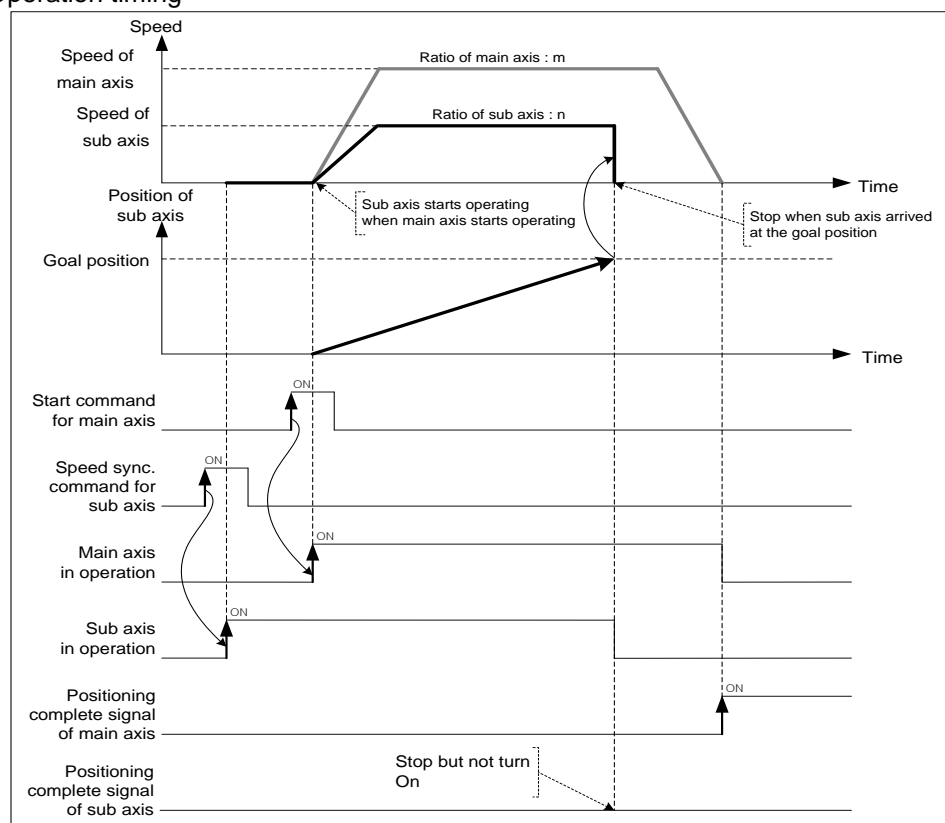 Operation timing
Speed
Speed of
main axis
Ratio of main axis : m
Speed of
sub axis
Ratio of sub axis : n
Time
Position of
sub axis
Sub axis starts operating
when main axis starts operating
Stop when sub axis arrived
at the goal position
Goal position
Time
ON
Start command
for main axis
ON
Speed sync.
command for
sub axis
ON
Main axis
in operation
ON
Sub axis
in operation
ON
Positioning
complete signal
of main axis
Stop but not turn
On
Positioning
complete signal
of sub axis